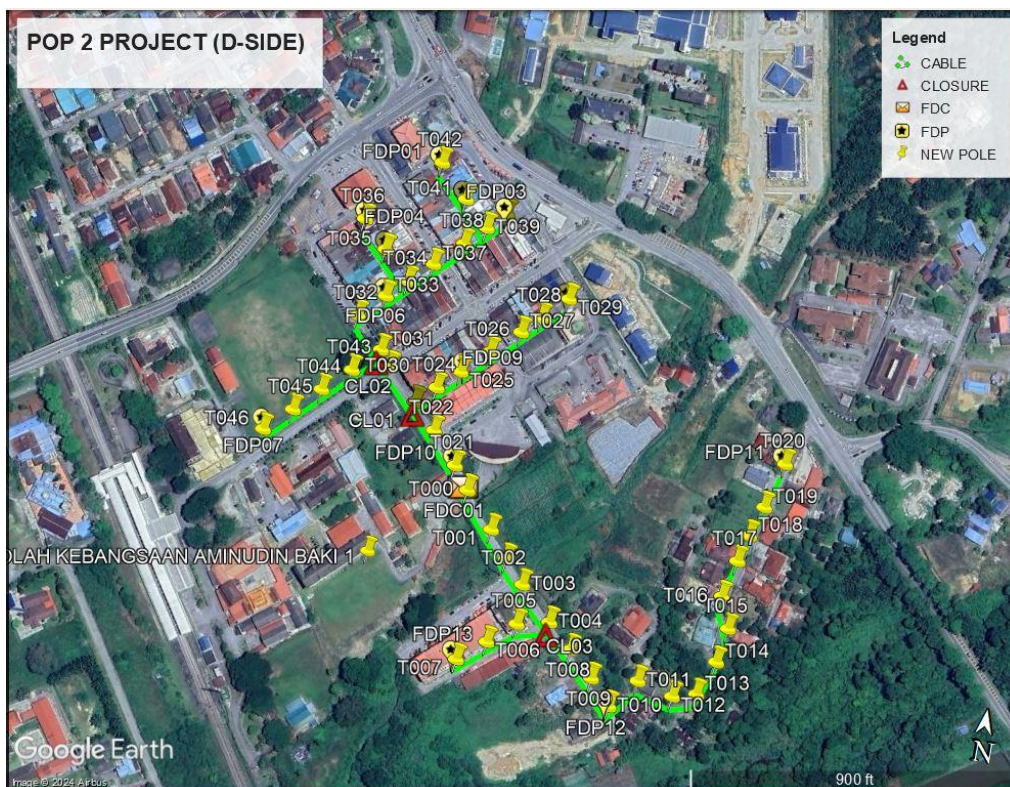 POP 2 PROJECT (D-SIDE)
Legend
CABLE
CLOSURE
FDC
FDP
NEW POLE
T042
FDP01
T041
FDP03
T036
FDP04
T038
T039
T035
T037
T034
T033
T032
T028
T029
FDP06
T027
T026
T031
T043
FDP09
T030
T024
T044
T025
CL02
T045
T022
CL01
T046
FDP07
T021
FDP10
T020
FDP11
T000
T019
FDC01
T018
T001
T017
OLAH KEBANGSAAN AMINUDIN BAKI 1
T002
T003
T016
T015
T005
T004
FDP13
T006
CL03
T014
T007
T008
T011
T013
T009
T010
T012
FDP12
N
Google Earth
Image © 2024 Airbus
900 ft